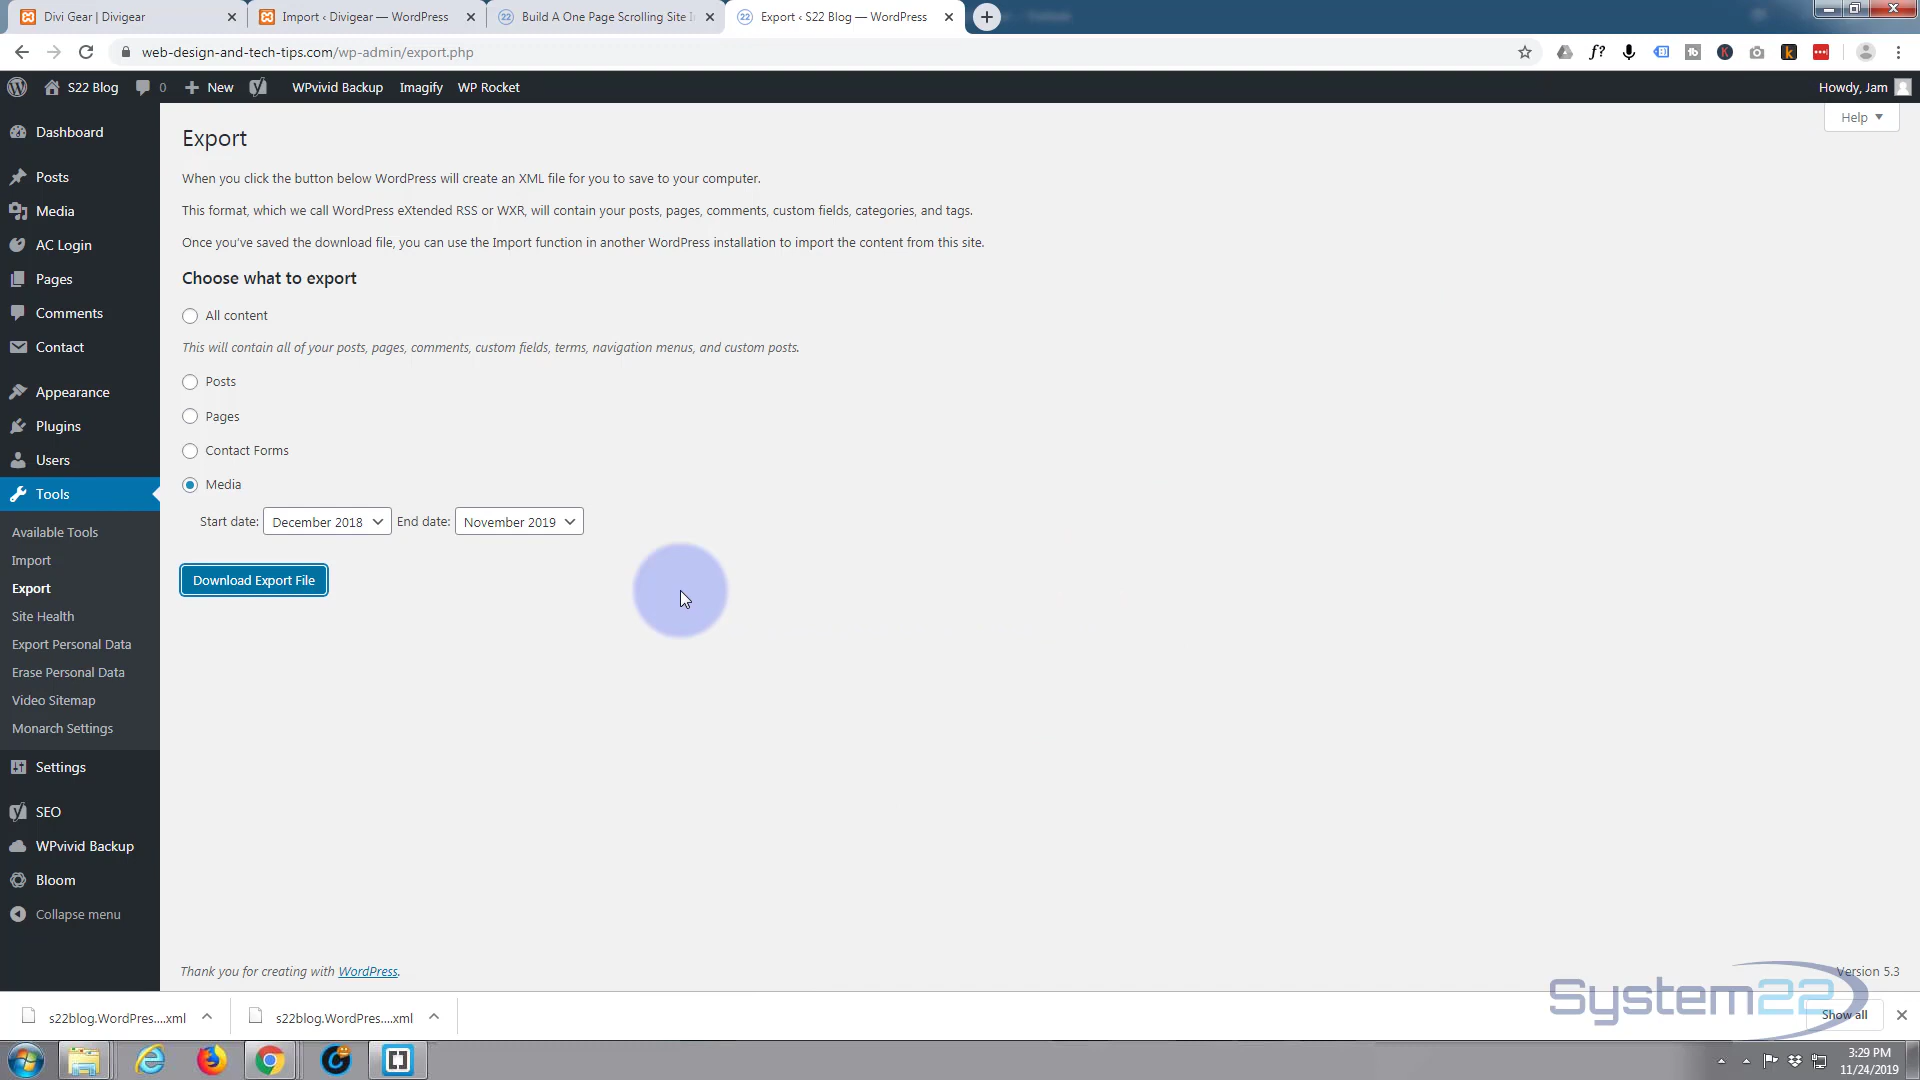 Divi Gear | Divigear
Import ‹ Divigear — WordPress
Build A One Page Scrolling Site I
Export ‹ S22 Blog — WordPress
web-design-and-tech-tips.com/wp-admin/export.php
S22 Blog
0
New
WPvivid Backup
Imagify
WP Rocket
Howdy, Jam
Help
Dashboard
Posts
Media
AC Login
Pages
Comments
Contact
Appearance
Plugins
Users
Tools
Available Tools
Import
Export
Site Health
Export Personal Data
Erase Personal Data
Video Sitemap
Monarch Settings
Settings
SEO
WPvivid Backup
Bloom
Collapse menu
Export
When you click the button below WordPress will create an XML file for you to save to your computer.
This format, which we call WordPress eXtended RSS or WXR, will contain your posts, pages, comments, custom fields, categories, and tags.
Once you've saved the download file, you can use the Import function in another WordPress installation to import the content from this site.
Choose what to export
All content
This will contain all of your posts, pages, comments, custom fields, terms, navigation menus, and custom posts.
Posts
Pages
Contact Forms
Media
Start date: December 2018 End date: November 2019
Download Export File
Thank you for creating with WordPress.
Version 5.3
System22
s22blog.WordPres....xml
s22blog.WordPres....xml
Show all
3:29 PM
11/24/2019